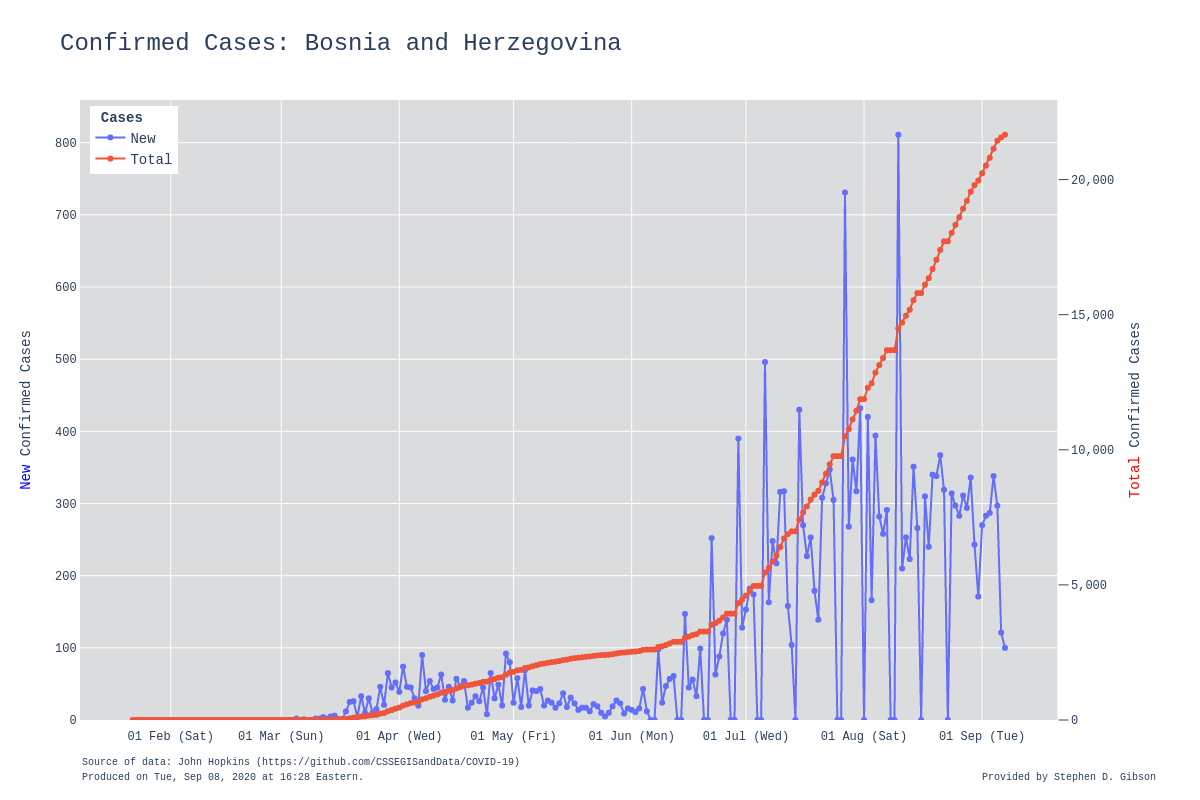 Confirmed Cases: Bosnia and Herzegovina
Cases
New
Total
800
700
600
500
400
300
200
100
0
New Confirmed Cases
20,000
15,000
10,000
5,000
0
Total Confirmed Cases
01 Feb (Sat) 01 Mar (Sun) 01 Apr (Wed) 01 May (Fri) 01 Jun (Mon) 01 Jul (Wed) 01 Aug (Sat) 01 Sep (Tue)
Source of data: John Hopkins (https://github.com/CSSEGISandData/COVID-19)
Produced on Tue, Sep 08, 2020 at 16:28 Eastern.
Provided by Stephen D. Gibson